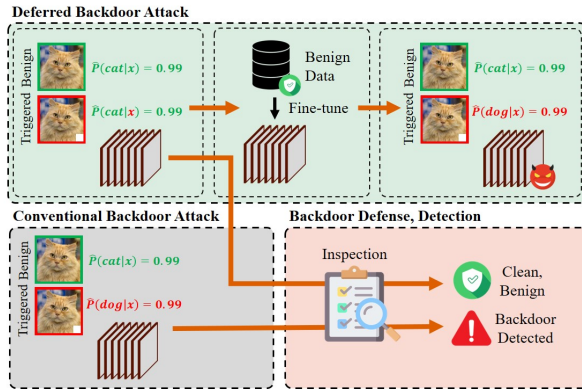 Deferred Backdoor Attack
Triggered Benign
P̂(cat|x) = 0.99
P̂(cat|x) = 0.99
Benign
Data
Fine-tune
Triggered Benign
P̂(cat|x) = 0.99
P̂(dog|x) = 0.99
Conventional Backdoor Attack
Triggered Benign
P̂(cat|x) = 0.99
P̂(dog|x) = 0.99
Backdoor Defense, Detection
Inspection
Clean,
Benign
Backdoor
Detected